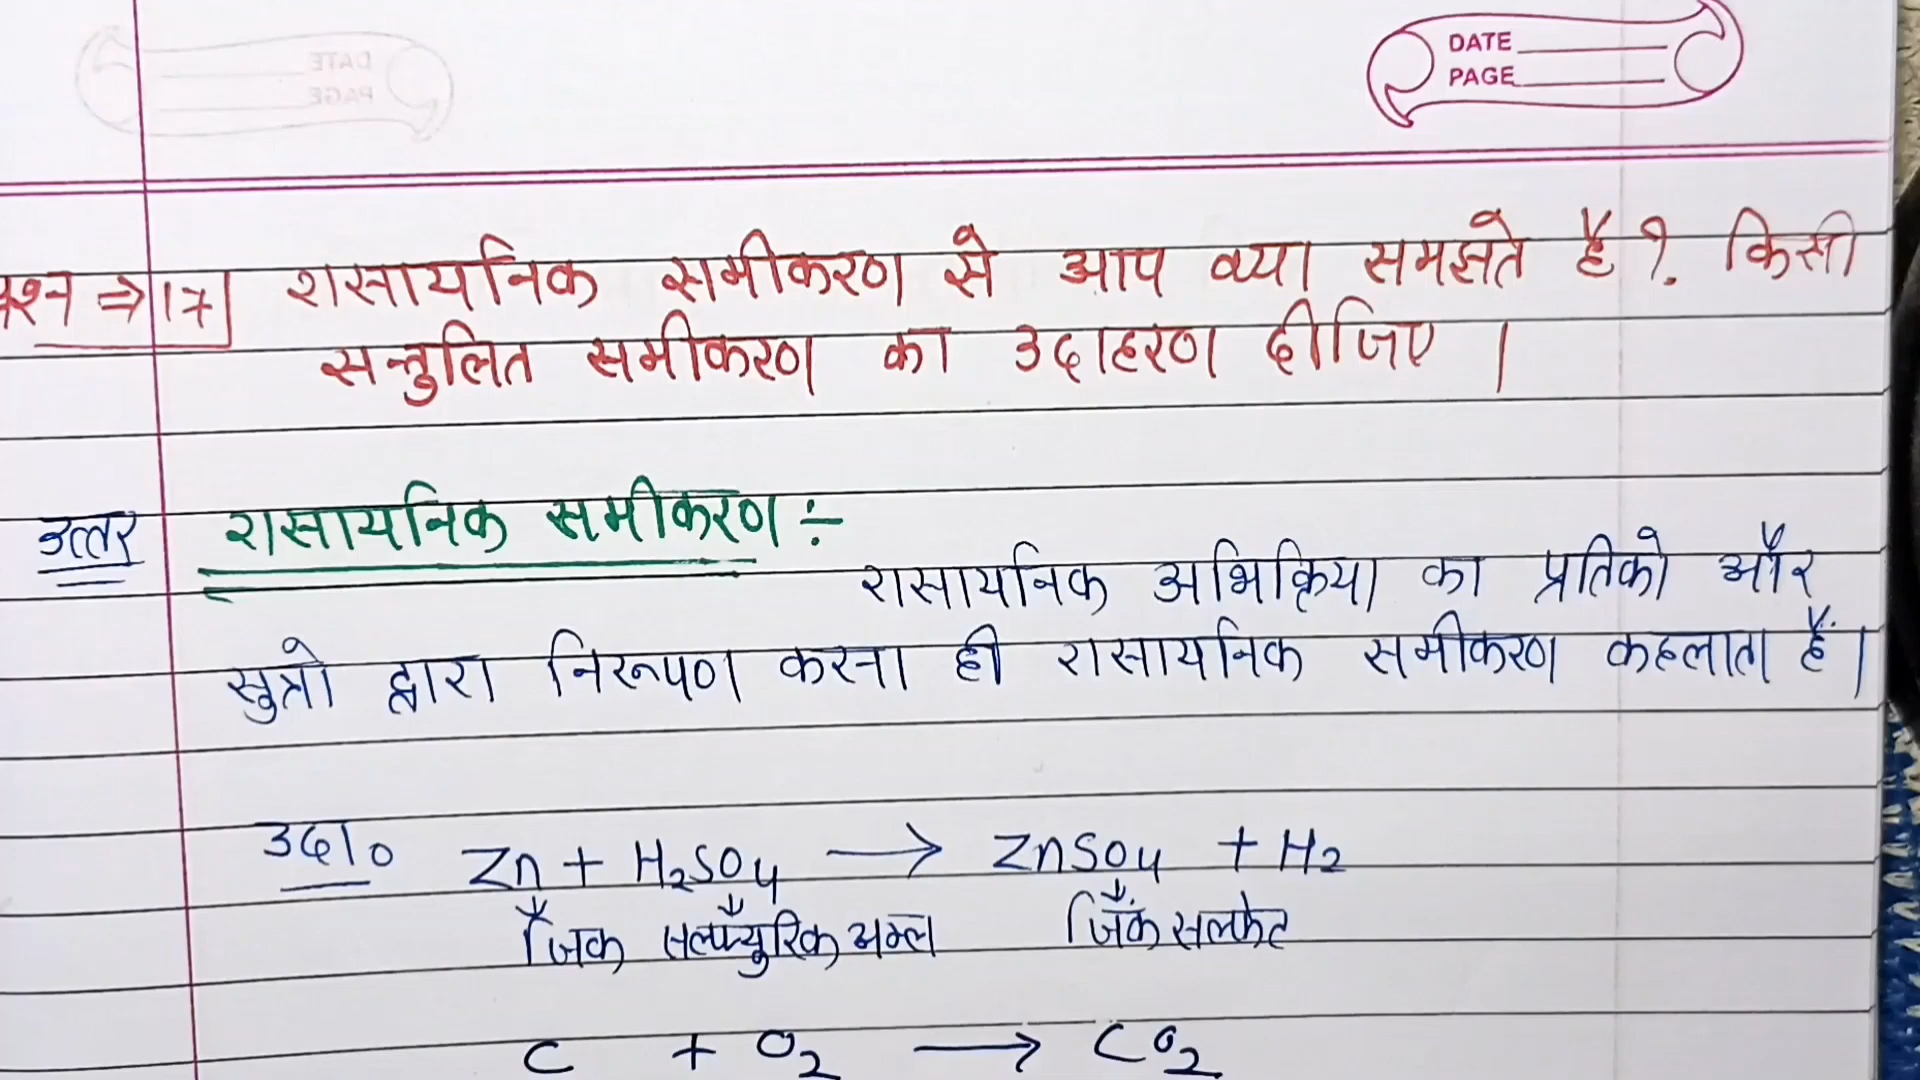 DATE
PAGE
प्रश्न ⇒ 17] रासायनिक समीकरण से आप क्या समझते हैं ? किसी
सन्तुलित समीकरण का उदाहरण दीजिए ।
उत्तर रासायनिक समीकरण :-
रासायनिक अभिक्रिया का प्रतिको और
सुत्रो द्वारा निरूपण करना ही रासायनिक समीकरण कहलाता हैं।
उदा० Zn + H₂SO₄ → ZnSO₄ + H₂
जिंक सल्फ्युरिक अम्ल जिंक सल्फेट
C + O₂ → CO₂